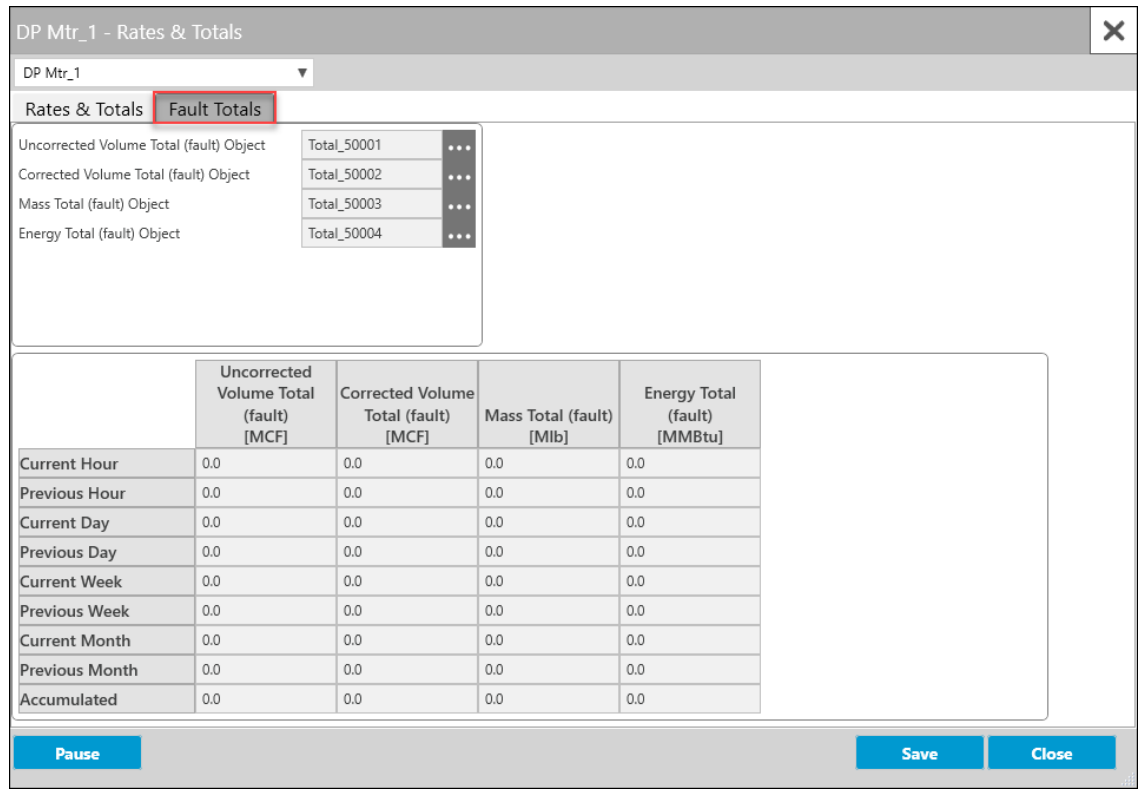 DP Mtr_1 - Rates & Totals
DP Mtr_1
Rates & Totals Fault Totals
Uncorrected Volume Total (fault) Object Total_50001
Corrected Volume Total (fault) Object Total_50002
Mass Total (fault) Object Total_50003
Energy Total (fault) Object Total_50004
Uncorrected
Volume Total
(fault)
[MCF]
Corrected Volume
Total (fault)
[MCF]
Mass Total (fault)
[Mlb]
Energy Total
(fault)
[MMBtu]
Current Hour 0.0 0.0 0.0 0.0
Previous Hour 0.0 0.0 0.0 0.0
Current Day 0.0 0.0 0.0 0.0
Previous Day 0.0 0.0 0.0 0.0
Current Week 0.0 0.0 0.0 0.0
Previous Week 0.0 0.0 0.0 0.0
Current Month 0.0 0.0 0.0 0.0
Previous Month 0.0 0.0 0.0 0.0
Accumulated 0.0 0.0 0.0 0.0
Pause Save Close